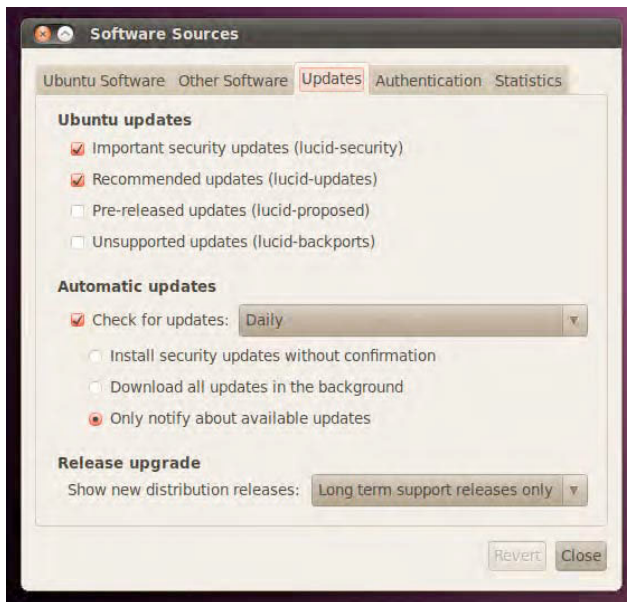 Software Sources
Ubuntu Software Other Software Updates Authentication Statistics
Ubuntu updates
Important security updates (lucid-security)
Recommended updates (lucid-updates)
Pre-released updates (lucid-proposed)
Unsupported updates (lucid-backports)
Automatic updates
Check for updates: Daily
Install security updates without confirmation
Download all updates in the background
Only notify about available updates
Release upgrade
Show new distribution releases: Long term support releases only
Revert Close